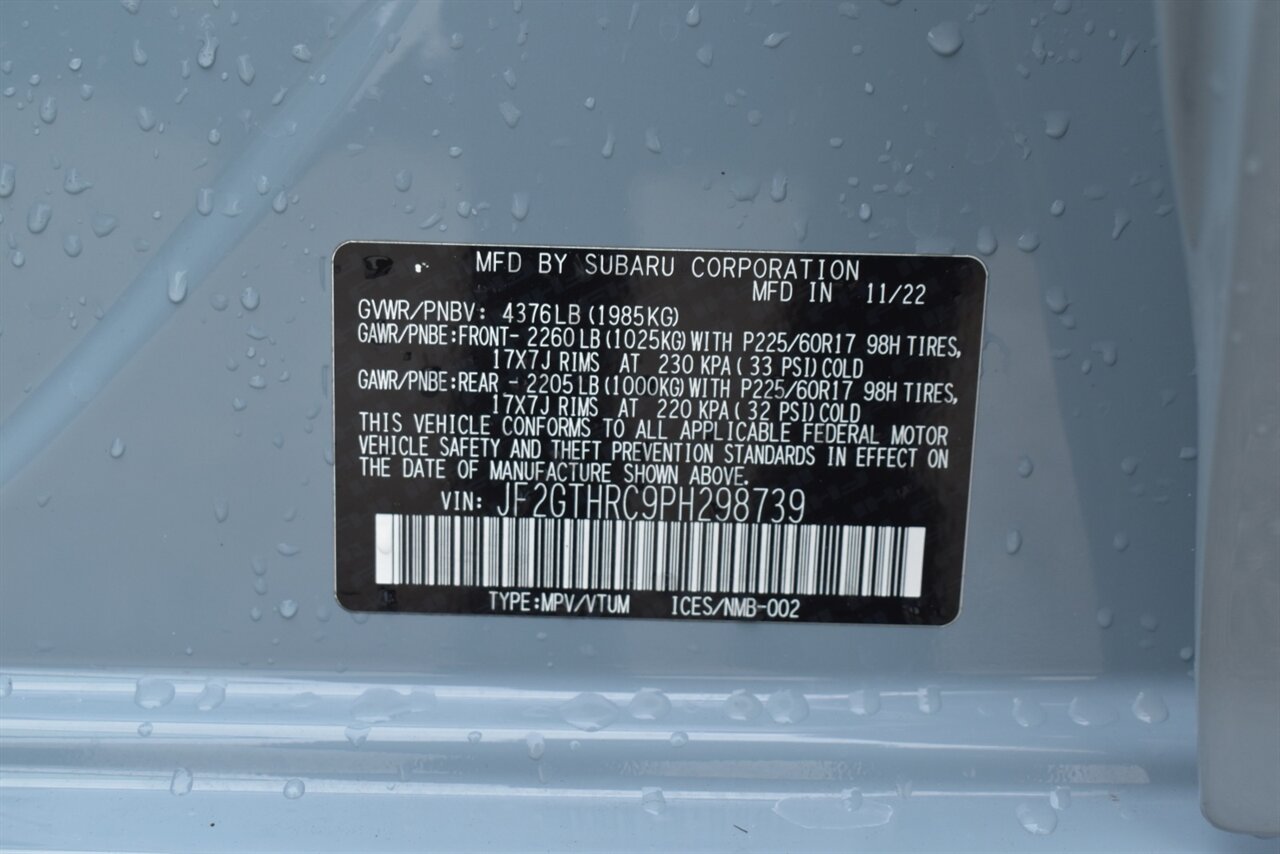 MFD BY SUBARU CORPORATION
MFD IN 11/22
GVWR/PNBV: 4376LB(1985KG)
GAWR/PNBE:FRONT- 2260LB(1025KG)WITH P225/60R17 98H TIRES,
17X7J RIMS AT 230 KPA(33 PSI)COLD
GAWR/PNBE:REAR - 2205LB(1000KG)WITH P225/60R17 98H TIRES,
17X7J RIMS AT 220 KPA(32 PSI)COLD
THIS VEHICLE CONFORMS TO ALL APPLICABLE FEDERAL MOTOR
VEHICLE SAFETY AND THEFT PREVENTION STANDARDS IN EFFECT ON
THE DATE OF MANUFACTURE SHOWN ABOVE.
VIN: JF2GTHRC9PH298739
TYPE:MPV/VTUM ICES/NMB-002